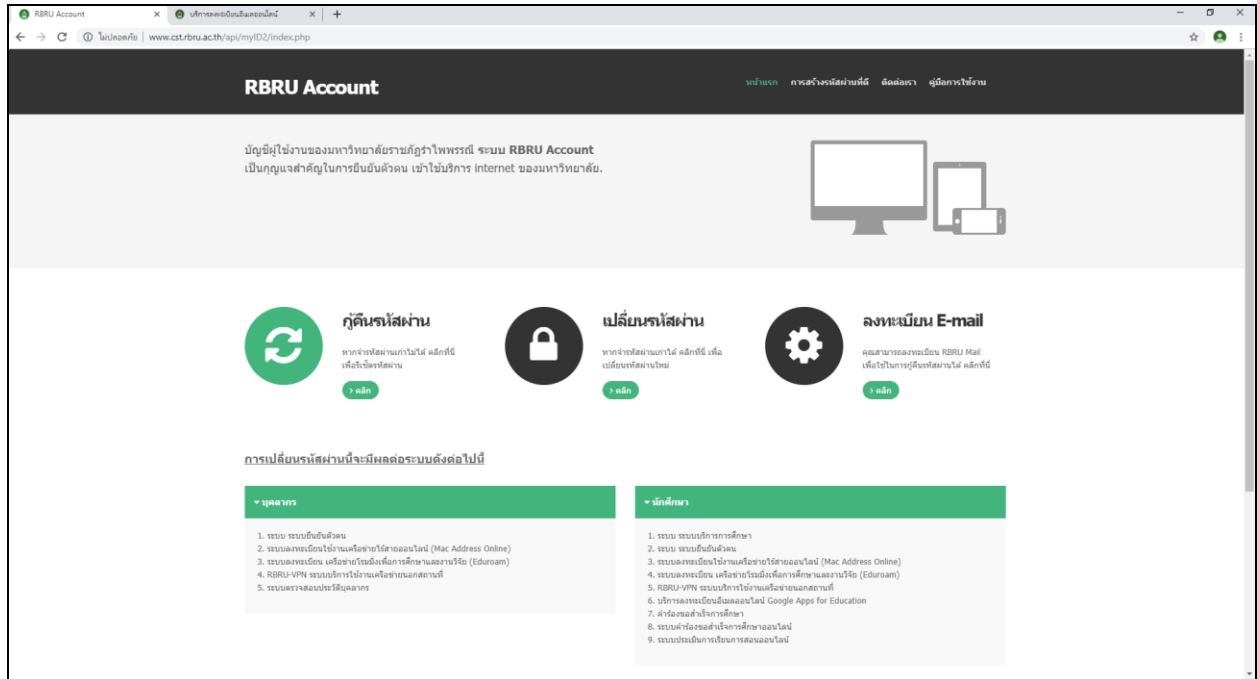 RBRU Account
บริการลงทะเบียนอีเมลออนไลน์
ไม่ปลอดภัย | www.cst.rbru.ac.th/api/myID2/index.php
RBRU Account
หน้าแรก การสร้างรหัสผ่านที่ดี ติดต่อเรา คู่มือการใช้งาน
บัญชีผู้ใช้งานของมหาวิทยาลัยราชภัฏรำไพพรรณี ระบบ RBRU Account
เป็นกุญแจสำคัญในการยืนยันตัวตน เข้าใช้บริการ internet ของมหาวิทยาลัย.
กู้คืนรหัสผ่าน
หากจำรหัสผ่านเก่าไม่ได้ คลิกที่นี่
เพื่อรีเซ็ตรหัสผ่าน
> คลิก
เปลี่ยนรหัสผ่าน
หากจำรหัสผ่านเก่าได้ คลิกที่นี่ เพื่อ
เปลี่ยนรหัสผ่านใหม่
> คลิก
ลงทะเบียน E-mail
คุณสามารถลงทะเบียน RBRU Mail
เพื่อใช้ในการกู้คืนรหัสผ่านได้ คลิกที่นี่
> คลิก
การเปลี่ยนรหัสผ่านนี้จะมีผลต่อระบบดังต่อไปนี้
บุคลากร
1. ระบบ ระบบยืนยันตัวตน
2. ระบบลงทะเบียนใช้งานเครือข่ายไร้สายออนไลน์ (Mac Address Online)
3. ระบบลงทะเบียน เครือข่ายโรมมิ่งเพื่อการศึกษาและงานวิจัย (Eduroam)
4. RBRU-VPN ระบบบริการใช้งานเครือข่ายนอกสถานที่
5. ระบบตรวจสอบประวัติบุคลากร
นักศึกษา
1. ระบบ ระบบบริการการศึกษา
2. ระบบ ระบบยืนยันตัวตน
3. ระบบลงทะเบียนใช้งานเครือข่ายไร้สายออนไลน์ (Mac Address Online)
4. ระบบลงทะเบียน เครือข่ายโรมมิ่งเพื่อการศึกษาและงานวิจัย (Eduroam)
5. RBRU-VPN ระบบบริการใช้งานเครือข่ายนอกสถานที่
6. บริการลงทะเบียนอีเมลออนไลน์ Google Apps for Education
7. คำร้องขอสำเร็จการศึกษา
8. ระบบคำร้องขอสำเร็จการศึกษาออนไลน์
9. ระบบประเมินการเรียนการสอนออนไลน์